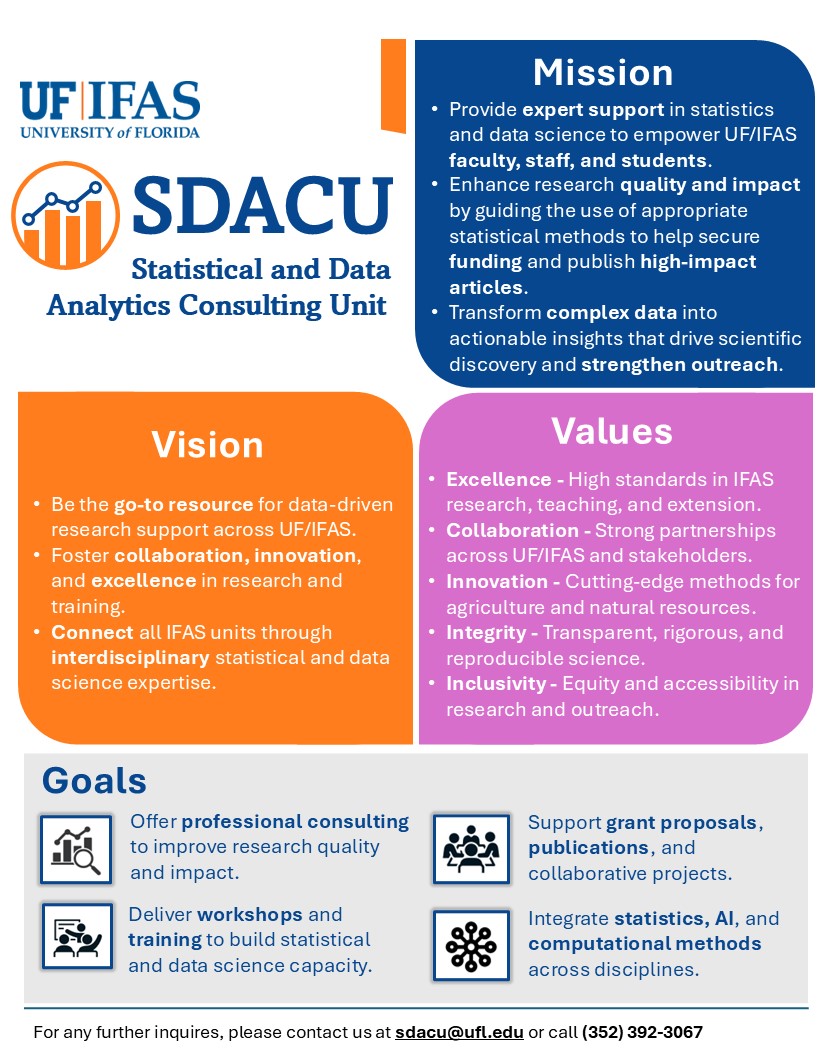 UF|IFAS
UNIVERSITY of FLORIDA
SDACU
Statistical and Data
Analytics Consulting Unit
Mission
• Provide expert support in statistics
and data science to empower UF/IFAS
faculty, staff, and students.
• Enhance research quality and impact
by guiding the use of appropriate
statistical methods to help secure
funding and publish high-impact
articles.
• Transform complex data into
actionable insights that drive scientific
discovery and strengthen outreach.
Vision
• Be the go-to resource for data-driven
research support across UF/IFAS.
• Foster collaboration, innovation,
and excellence in research and
training.
• Connect all IFAS units through
interdisciplinary statistical and data
science expertise.
Values
• Excellence - High standards in IFAS
research, teaching, and extension.
• Collaboration - Strong partnerships
across UF/IFAS and stakeholders.
• Innovation - Cutting-edge methods for
agriculture and natural resources.
• Integrity - Transparent, rigorous, and
reproducible science.
• Inclusivity - Equity and accessibility in
research and outreach.
Goals
Offer professional consulting
to improve research quality
and impact.
Deliver workshops and
training to build statistical
and data science capacity.
Support grant proposals,
publications, and
collaborative projects.
Integrate statistics, AI, and
computational methods
across disciplines.
For any further inquires, please contact us at sdacu@ufl.edu or call (352) 392-3067